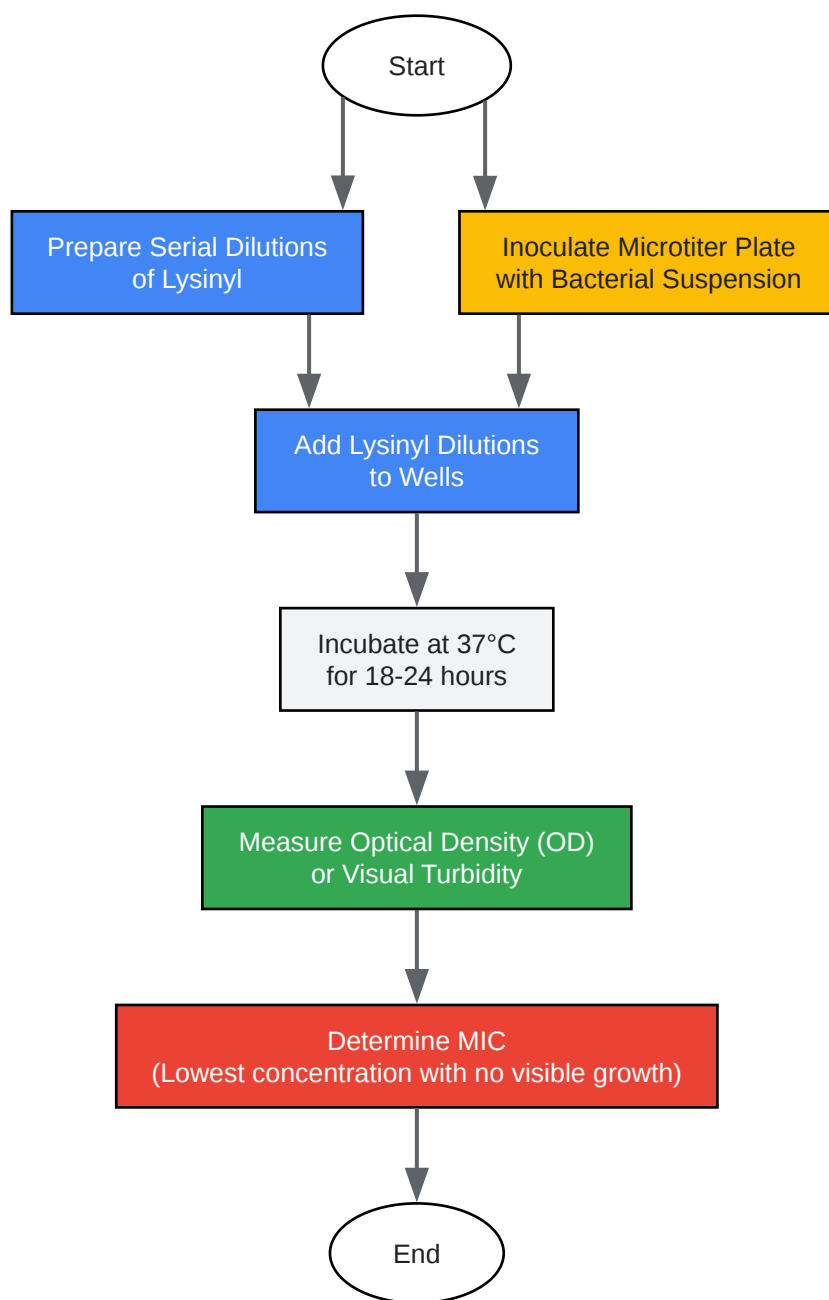 Start
Prepare Serial Dilutions
of Lysinyl
Inoculate Microtiter Plate
with Bacterial Suspension
Add Lysinyl Dilutions
to Wells
Incubate at 37°C
for 18-24 hours
Measure Optical Density (OD)
or Visual Turbidity
Determine MIC
(Lowest concentration with no visible growth)
End